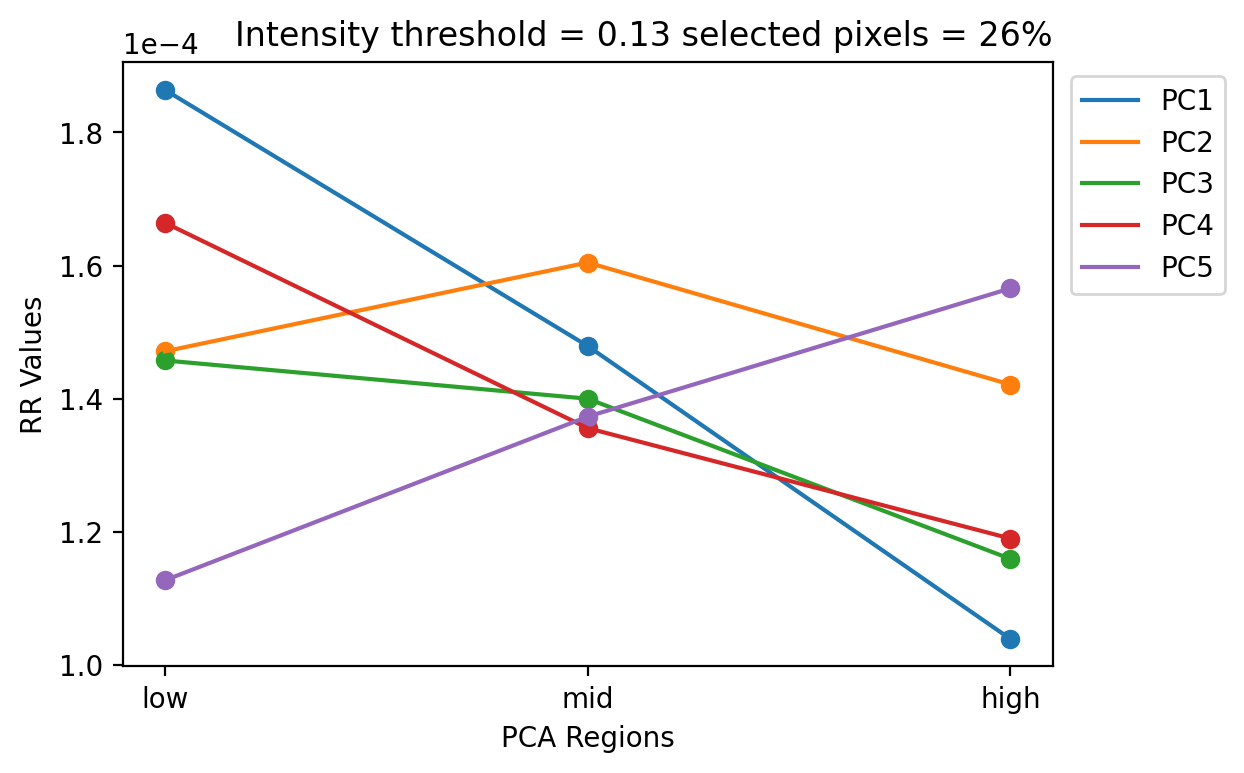 Intensity threshold = 0.13 selected pixels = 26%
1e−4
1.8
1.6
1.4
1.2
1.0
RR Values
low
mid
high
PCA Regions
PC1
PC2
PC3
PC4
PC5